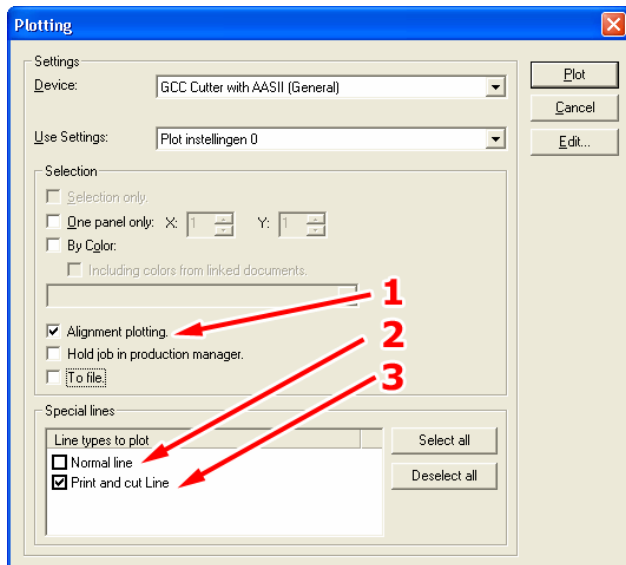 Plotting
Settings
Device: GCC Cutter with AASII (General)
Plot
Cancel
Use Settings: Plot instellingen 0
Edit...
Selection
Selection only.
One panel only: X: 1 Y: 1
By Color:
Including colors from linked documents.
1
Alignment plotting.
2
Hold job in production manager.
3
To file.
Special lines
Line types to plot
Select all
Normal line
Print and cut Line
Deselect all